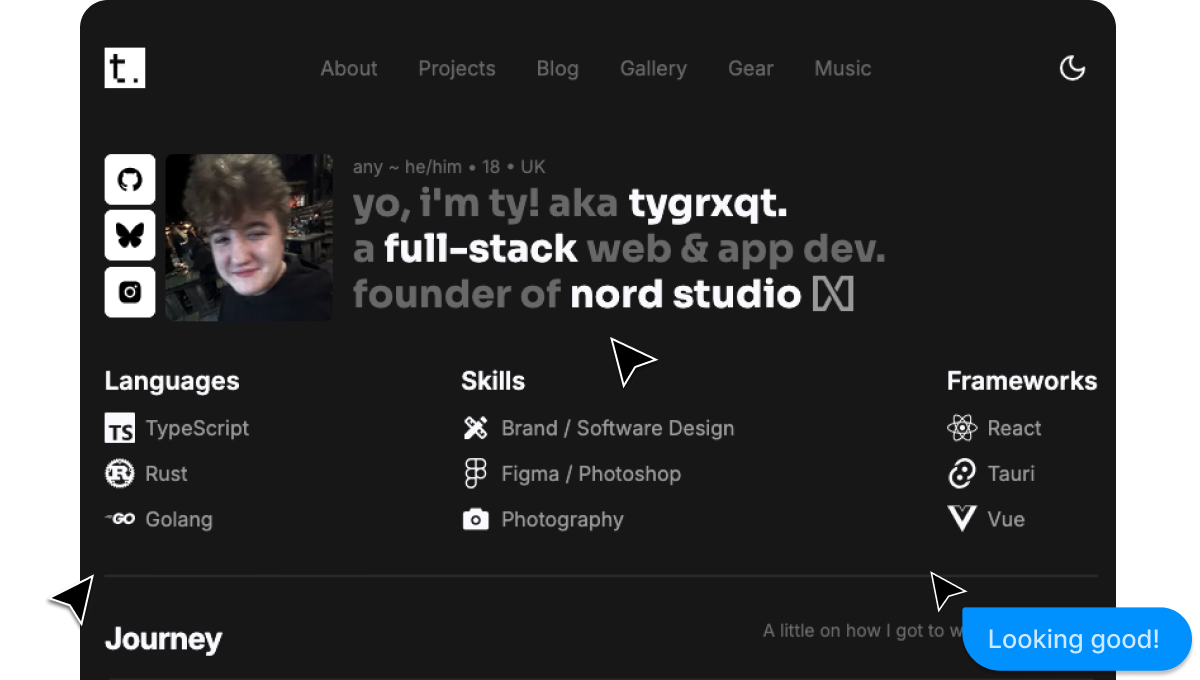 t.
About Projects Blog Gallery Gear Music
any ~ he/him • 18 • UK
yo, i'm ty! aka tygrxqt.
a full-stack web & app dev.
founder of nord studio
Languages
TS TypeScript
R Rust
GO Golang
Skills
Brand / Software Design
Figma / Photoshop
Photography
Frameworks
React
Tauri
Vue
Journey
A little on how I got to
Looking good!